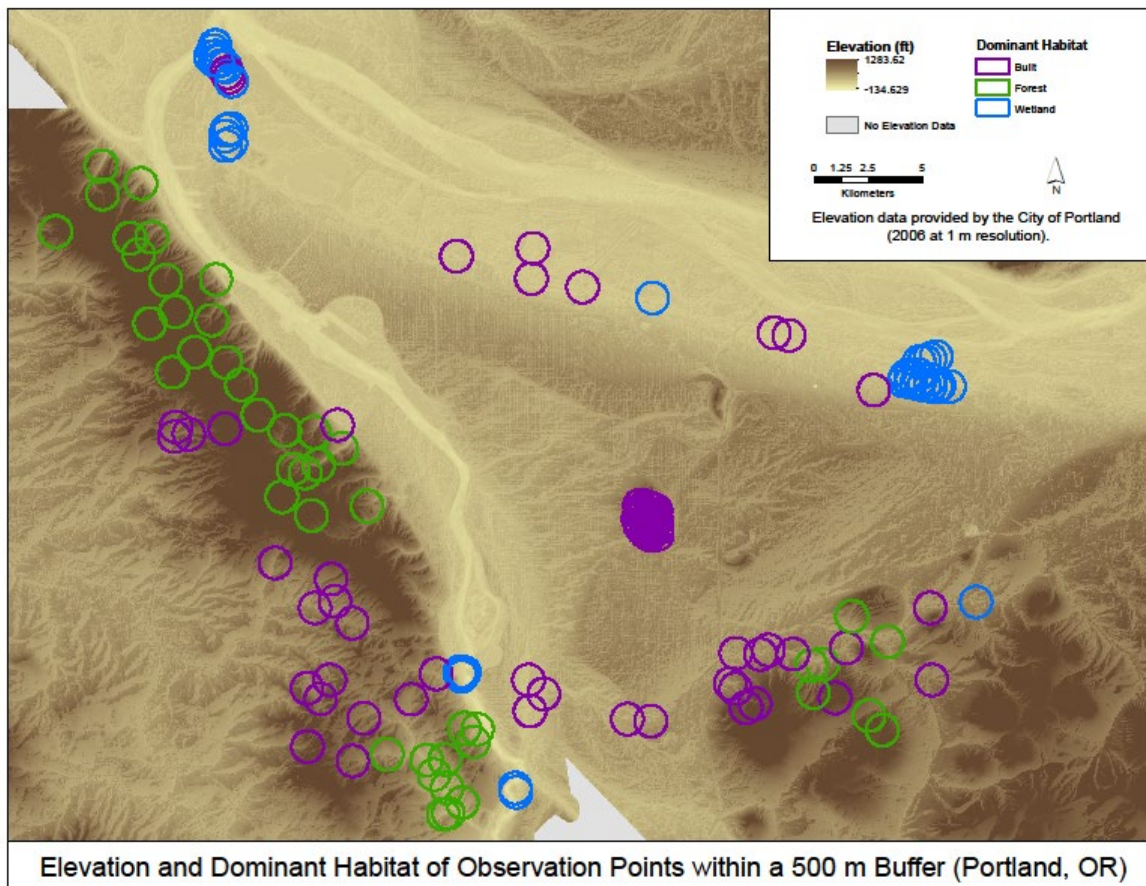 Elevation (ft)
1283.62
-134.629
No Elevation Data
Dominant Habitat
Built
Forest
Wetland
0 1.25 2.5 5
Kilometers
N
Elevation data provided by the City of Portland
(2006 at 1 m resolution).
Elevation and Dominant Habitat of Observation Points within a 500 m Buffer (Portland, OR)